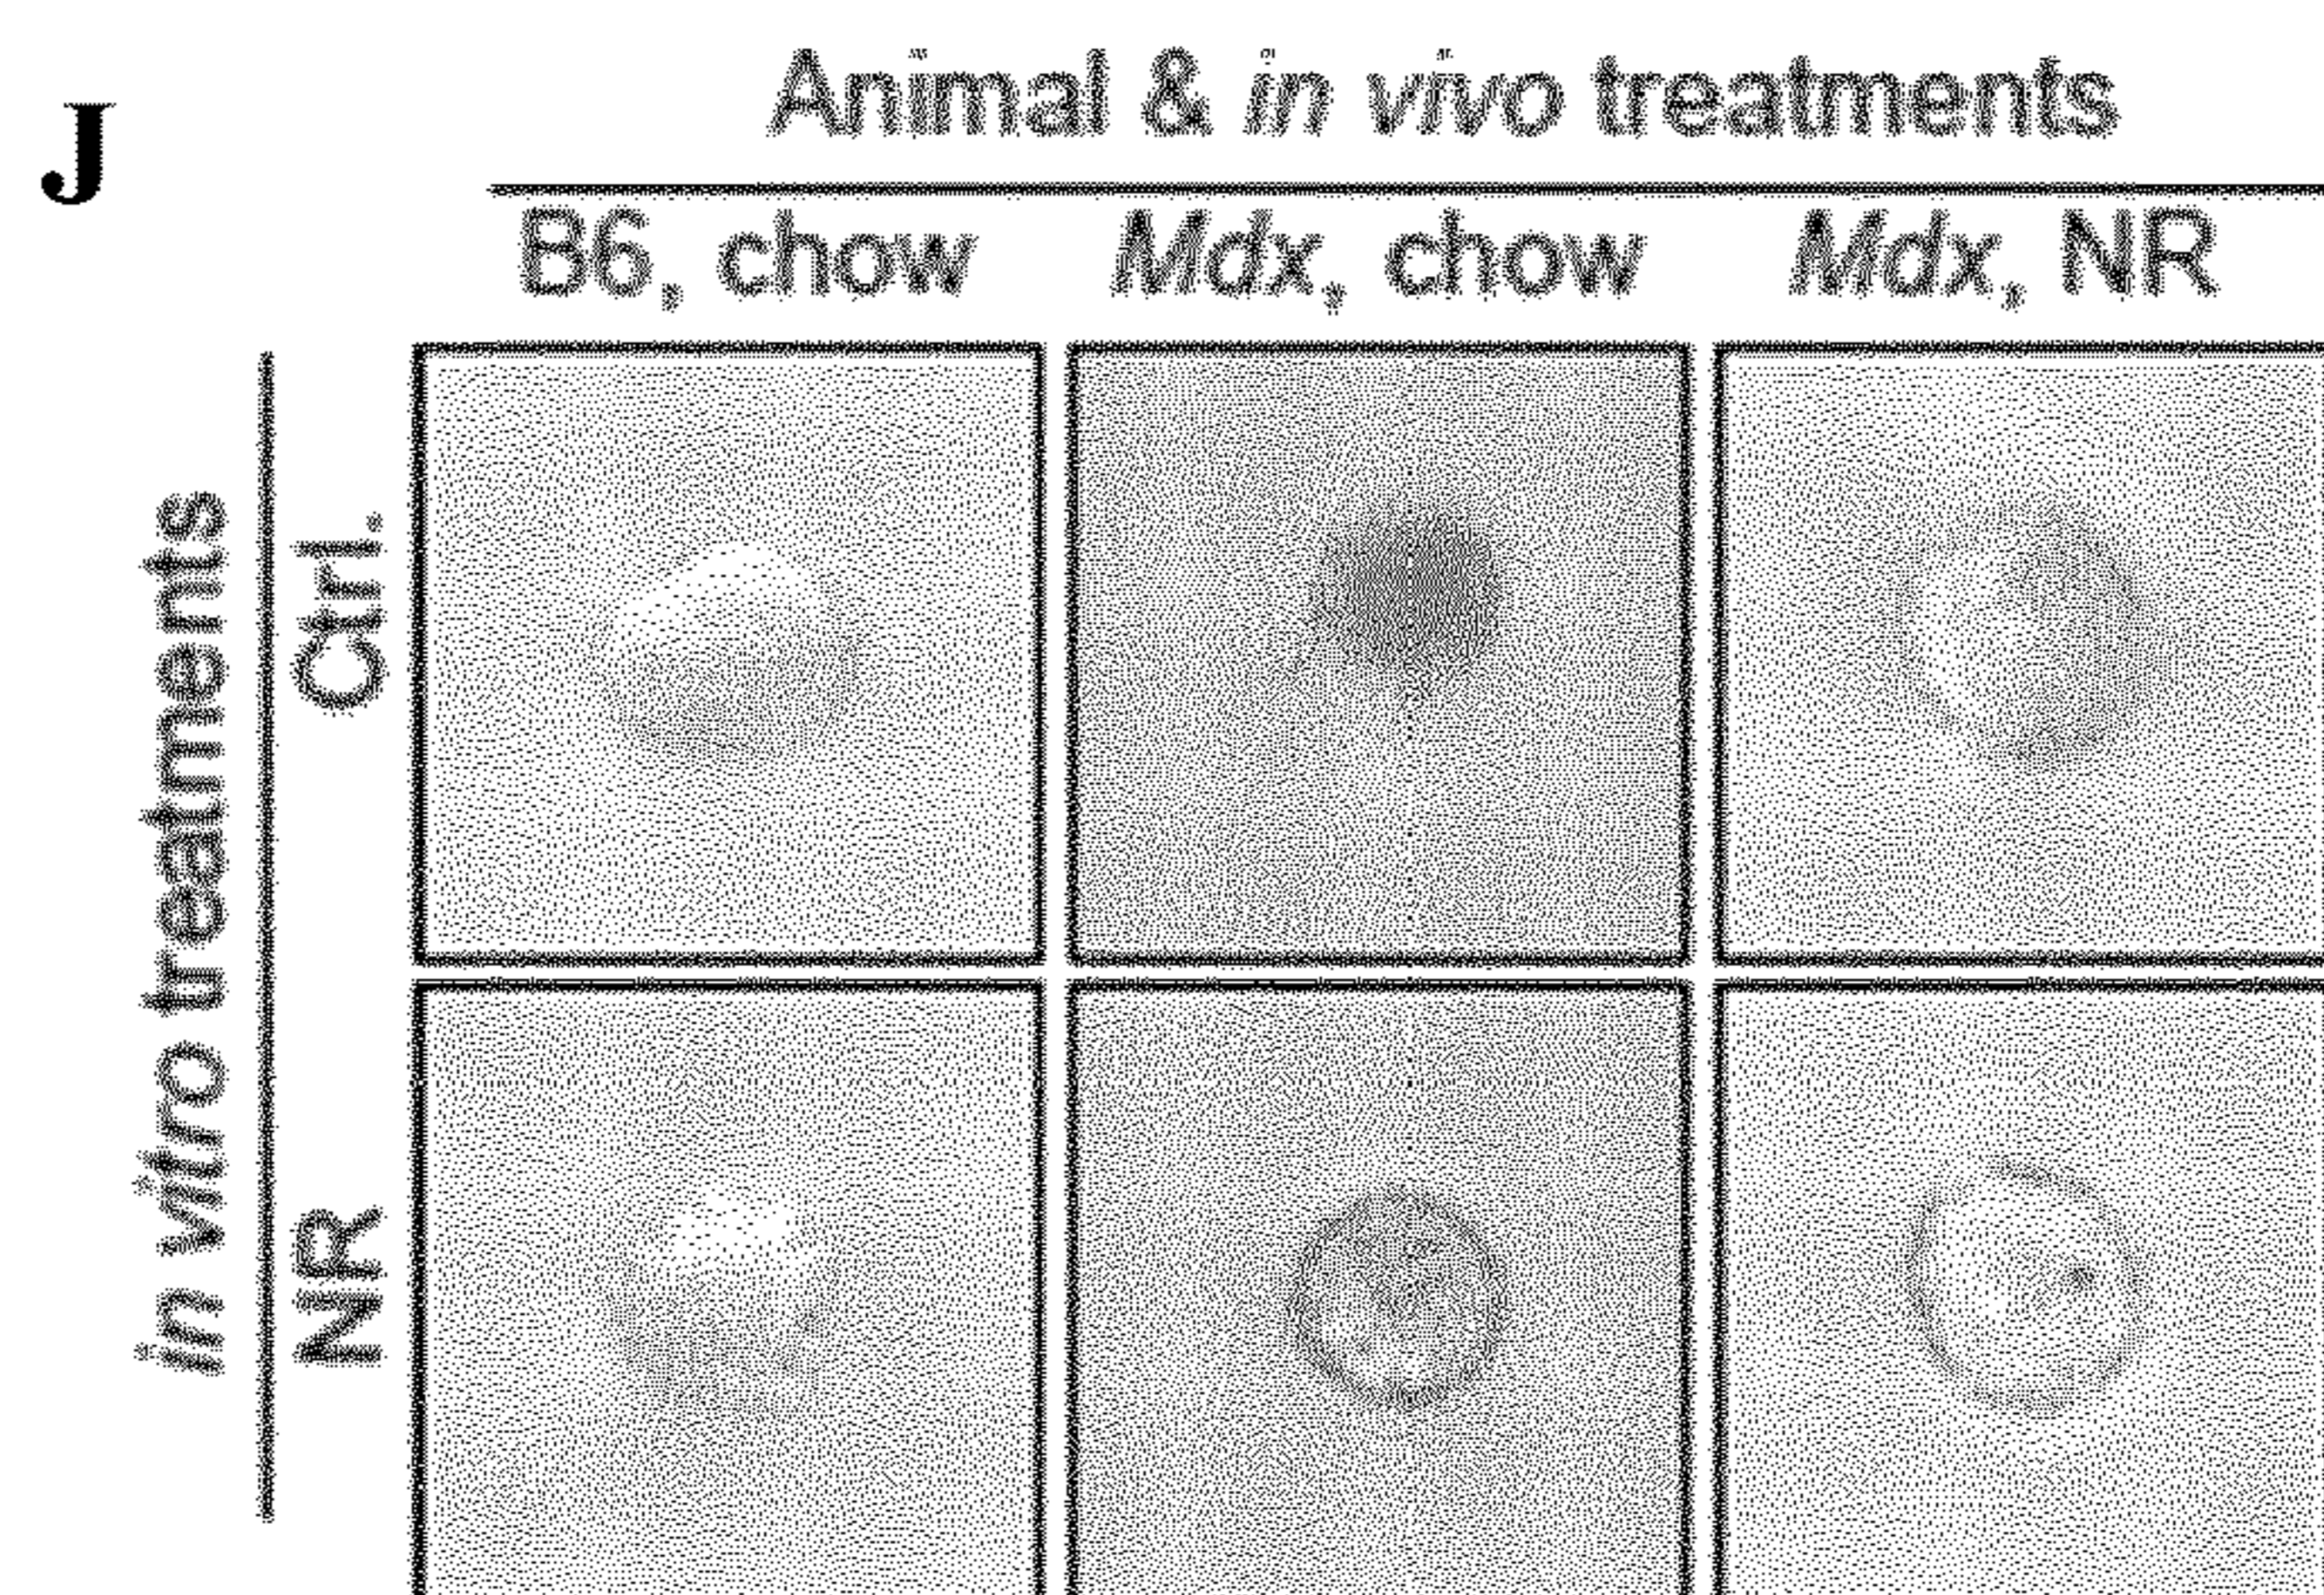 J
Animal & in vivo treatments
B6, chow
Mdx, chow
Mdx, NR
in vitro treatments
Ctrl.
NR